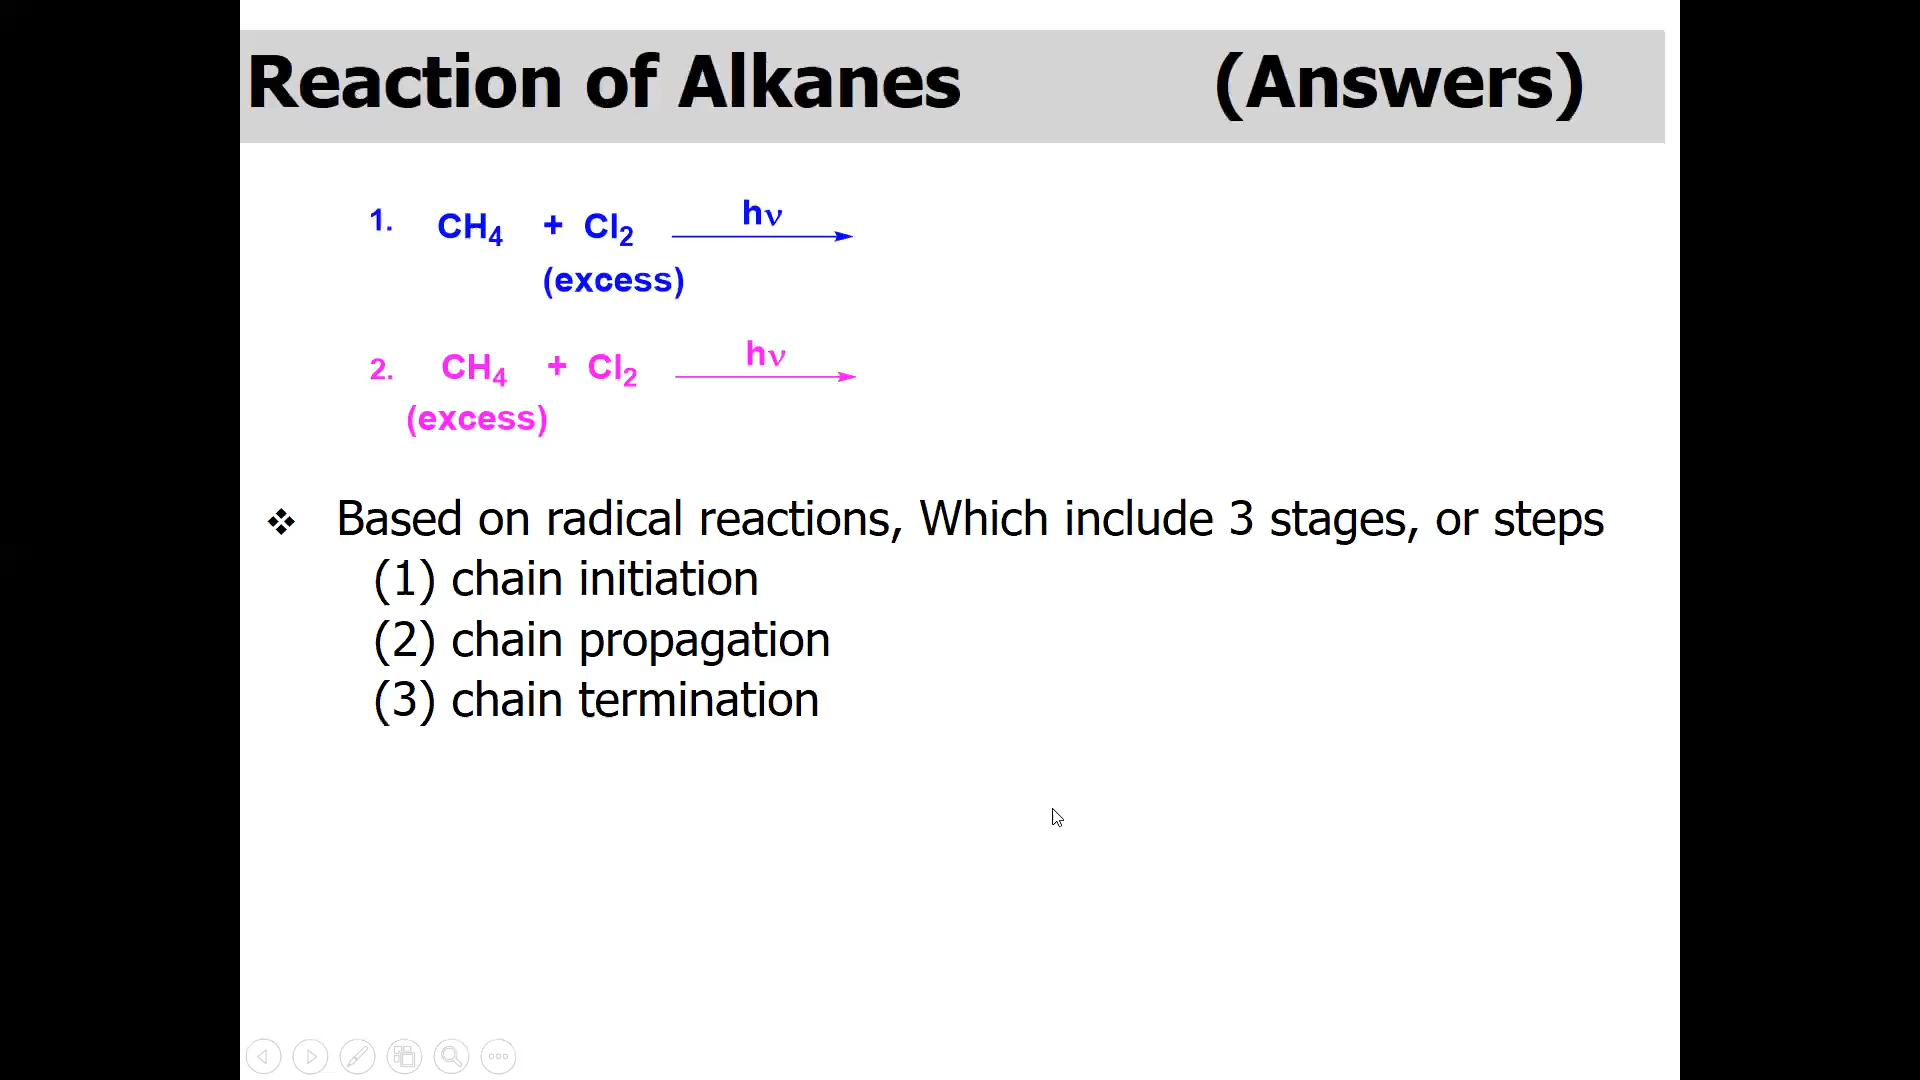 Reaction of Alkanes (Answers)
1. CH4 + Cl2 hν
(excess)
2. CH4 + Cl2 hν
(excess)
❖ Based on radical reactions, Which include 3 stages, or steps
(1) chain initiation
(2) chain propagation
(3) chain termination